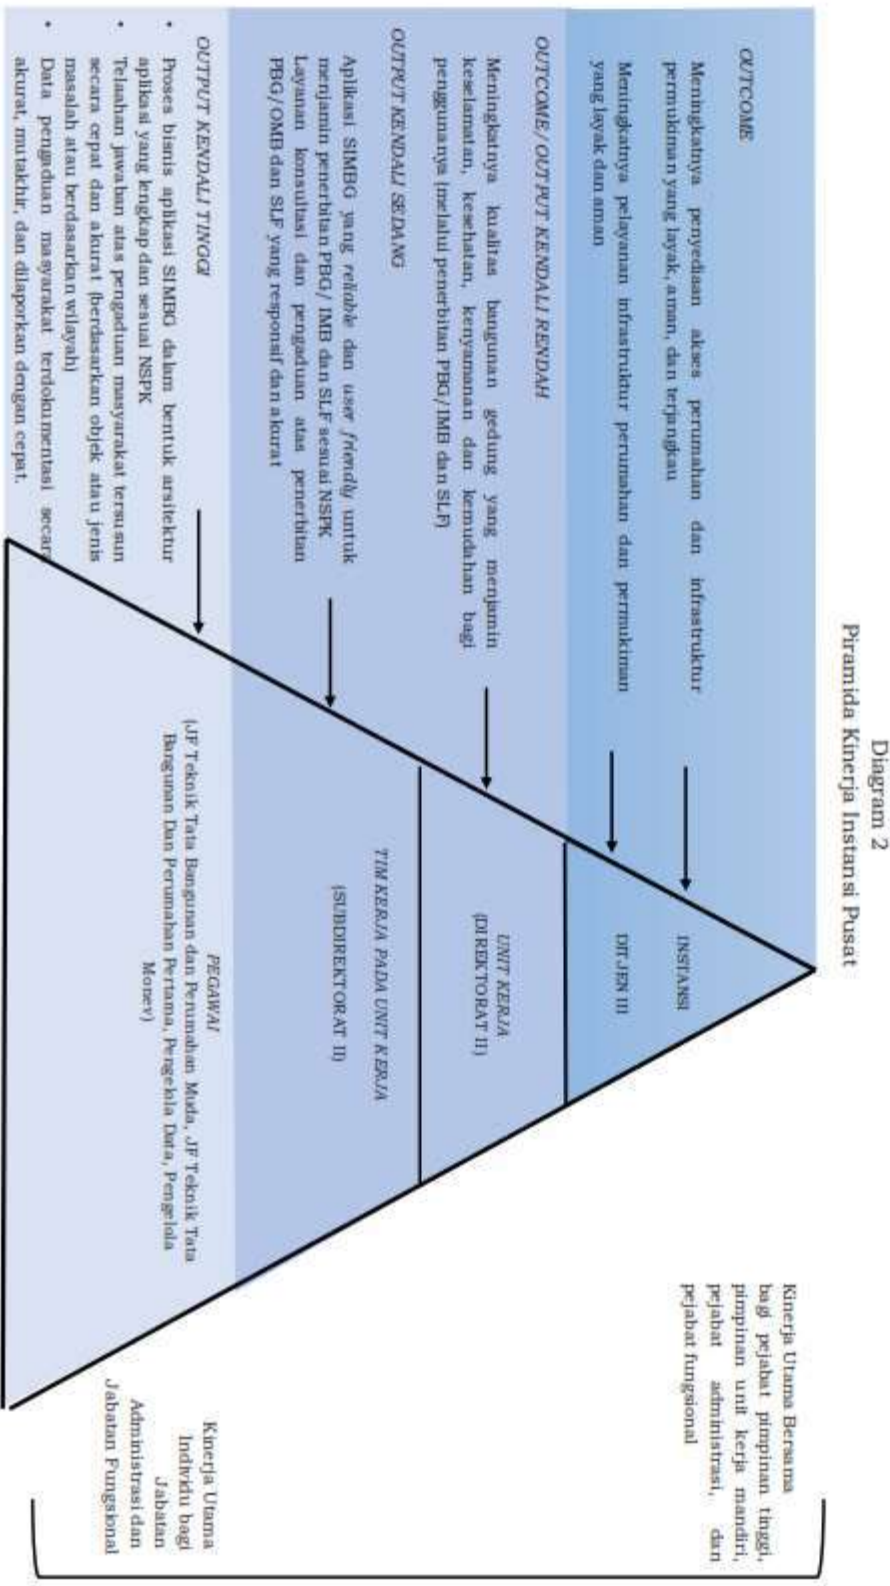 Diagram 2
Piramida Kinerja Instansi Pusat
OUTCOME
Meningkatnya penyediaan akses perumahan dan infrastruktur
permukiman yang layak, aman, dan terjangkau
Meningkatnya pelayanan infrastruktur perumahan dan permukiman
yang layak dan aman
OUTCOME/OUTPUT KENDALI RENDAH
Meningkatnya kualitas bangunan gedung yang menjamin
keselamatan, kesehatan, kenyamanan dan kemudahan bagi
penggunanya (melalui penerbitan PBG/IMB dan SLF)
OUTPUT KENDALI SEDANG
Aplikasi SIMBG yang reliable dan user friendly untuk
menjamin penerbitan PBG/ IMB dan SLF sesuai NSPK
Layanan konsultasi dan pengaduan atas penerbitan
PBG/OMB dan SLF yang responsif dan akurat
OUTPUT KENDALI TINGGI
• Proses bisnis aplikasi SIMBG dalam bentuk arsitektur
aplikasi yang lengkap dan sesuai NSPK
• Telaahan jawaban atas pengaduan masyarakat tersusun
secara cepat dan akurat (berdasarkan objek atau jenis
masalah atau berdasarkan wilayah)
• Data pengaduan masyarakat terdokumentasi secara
akurat, mutakhir, dan dilaporkan dengan cepat.
INSTANSI
DITJEN III
UNIT KERJA
(DIREKTORAT II)
TIM KERJA PADA UNIT KERJA
(SUBDIREKTORAT II)
PEGAWAI
(JF Teknik Tata Bangunan dan Perumahan Muda, JF Teknik Tata
Bangunan Dan Perumahan Pertama, Pengelola Data, Pengelola
Monev)
Kinerja Utama Bersama
bagi pejabat pimpinan tinggi,
pimpinan unit kerja mandiri,
pejabat administrasi, dan
pejabat fungsional
Kinerja Utama
Individu bagi
Jabatan
Administrasi dan
Jabatan Fungsional